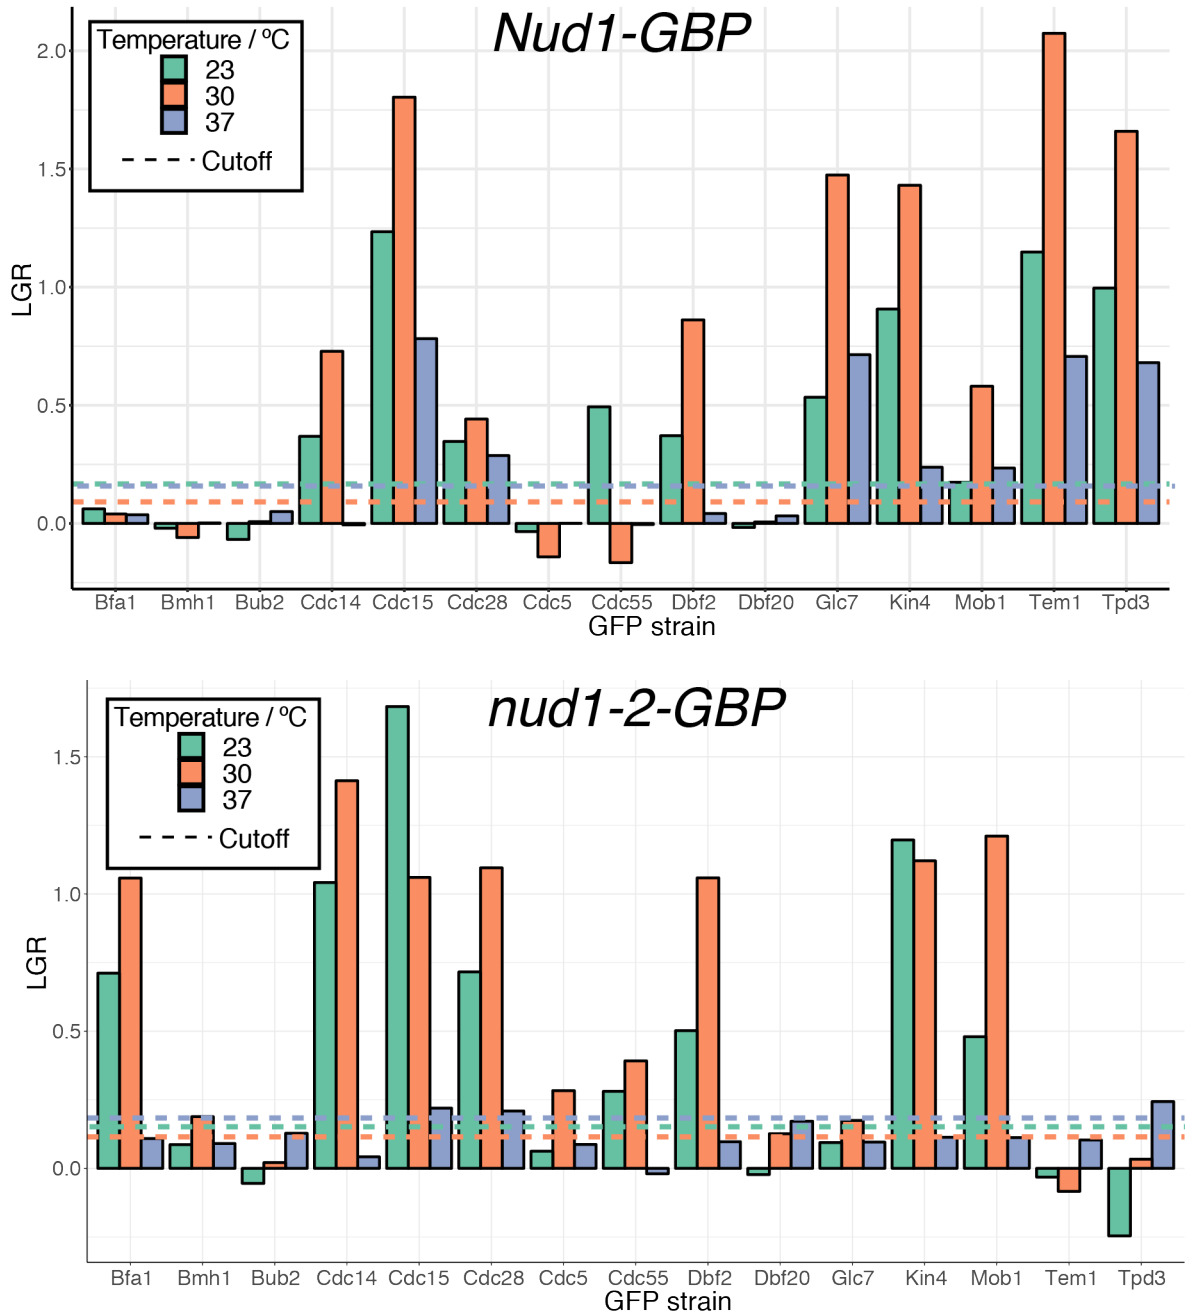 Nud1-GBP
Temperature / ºC
23
30
37
Cutoff
2.0
1.5
1.0
0.5
0.0
LGR
Bfa1 Bmh1 Bub2 Cdc14 Cdc15 Cdc28 Cdc5 Cdc55 Dbf2 Dbf20 Glc7 Kin4 Mob1 Tem1 Tpd3
GFP strain
nud1-2-GBP
Temperature / ºC
23
30
37
Cutoff
1.5
1.0
0.5
0.0
LGR
Bfa1 Bmh1 Bub2 Cdc14 Cdc15 Cdc28 Cdc5 Cdc55 Dbf2 Dbf20 Glc7 Kin4 Mob1 Tem1 Tpd3
GFP strain